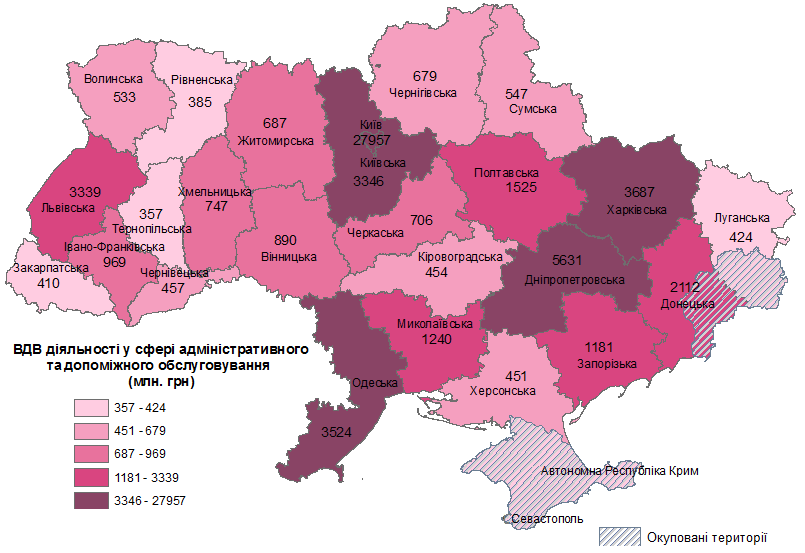 679
Чернігівська
547
Сумська
Волинська
533
Рівненська
385
687
Житомирська
Київ
27957
Київська
3346
Полтавська
1525
3687
Харківська
3339
Львівська
Хмельницька
747
357
Тернопільська
706
Черкаська
Луганська
424
890
Вінницька
Івано-Франківська
969
Закарпатська
410
Чернівецька
457
Кіровоградська
454
5631
Дніпропетровська
2112
Донецька
Миколаївська
1240
1181
Запорізька
Одеська
3524
451
Херсонська
Автономна Республіка Крим
Севастополь
ВДВ діяльності у сфері адміністративного
та допоміжного обслуговування
(млн. грн)
357 - 424
451 - 679
687 - 969
1181 - 3339
3346 - 27957
Окуповані території